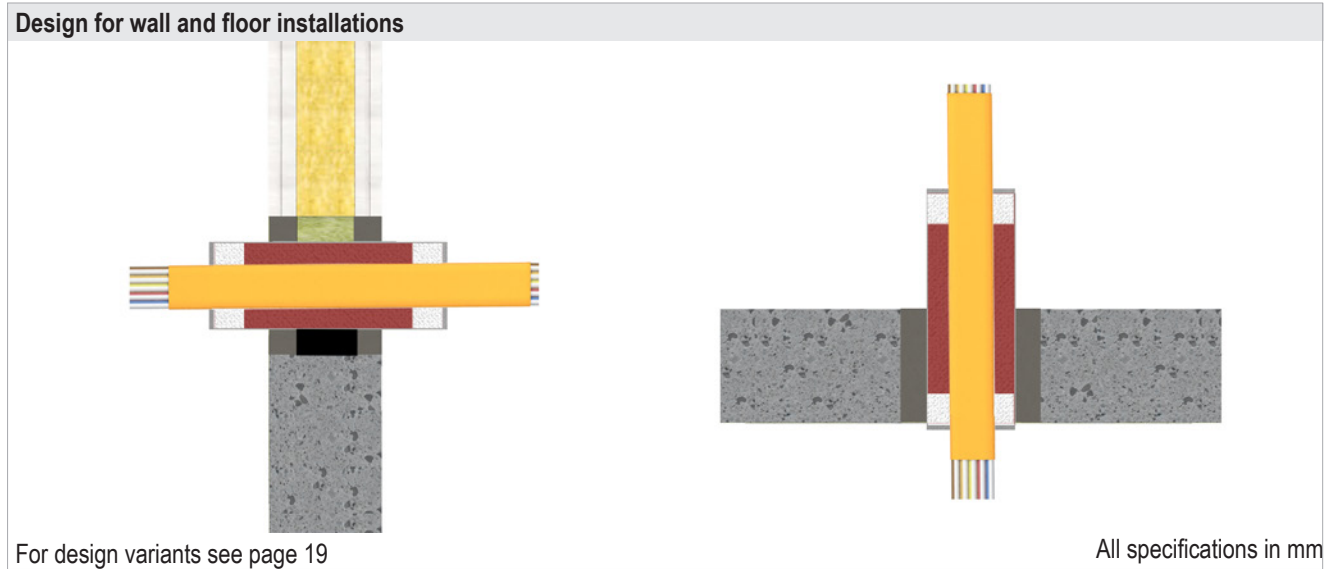 Design for wall and floor installations
For design variants see page 19
All specifications in mm